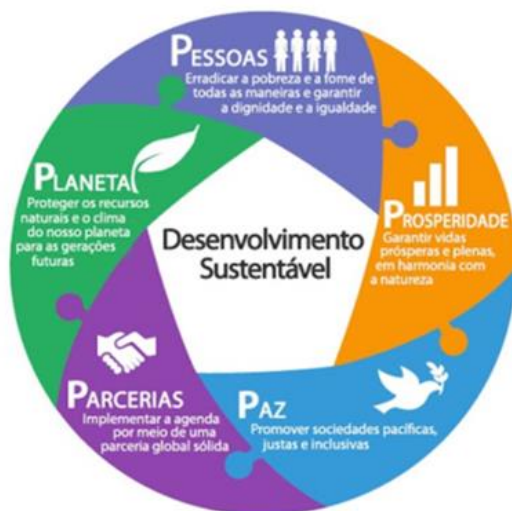 PESSOAS
Erradicar a pobreza e a fome de
todas as maneiras e garantir
a dignidade e a igualdade
PROSPERIDADE
Garantir vidas
prósperas e plenas,
em harmonia com
a natureza
PAZ
Promover sociedades pacíficas,
justas e inclusivas
PARCERIAS
Implementar a agenda
por meio de uma
parceria global sólida
PLANETA
Proteger os recursos
naturais e o clima
do nosso planeta
para as gerações
futuras
Desenvolvimento
Sustentável